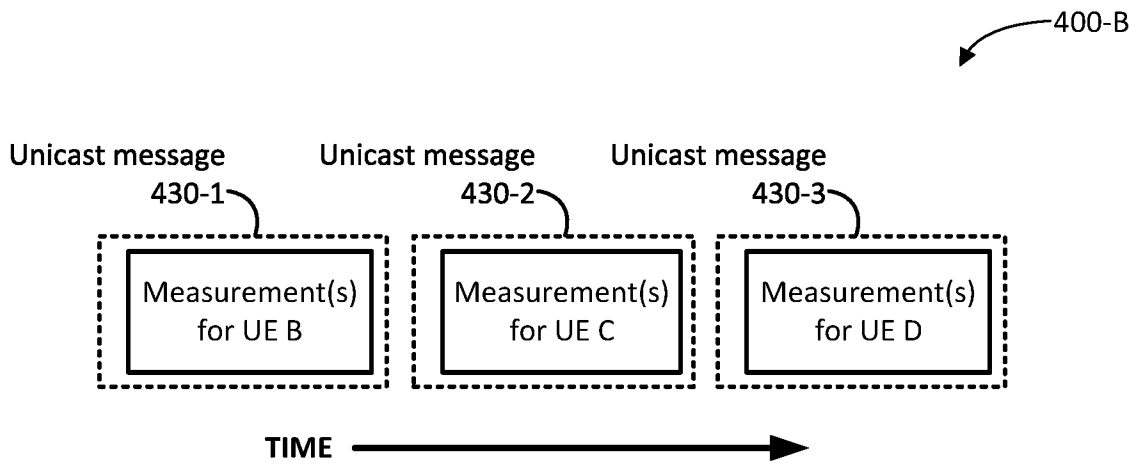 400-B
Unicast message
430-1
Unicast message
430-2
Unicast message
430-3
Measurement(s)
for UE B
Measurement(s)
for UE C
Measurement(s)
for UE D
TIME